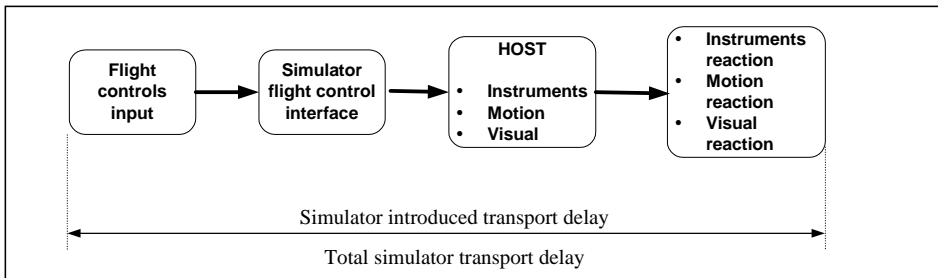 Flight
controls
input
Simulator
flight control
interface
HOST
• Instruments
• Motion
• Visual
• Instruments
reaction
• Motion
reaction
• Visual
reaction
Simulator introduced transport delay
Total simulator transport delay